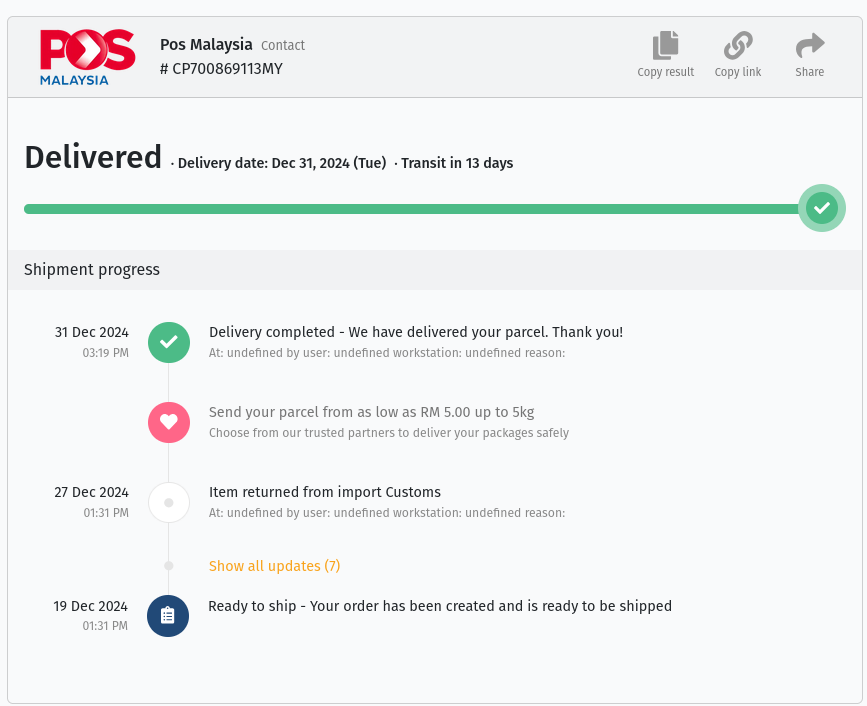 POS
MALAYSIA
Pos Malaysia Contact
# CP700869113MY
Copy result
Copy link
Share
Delivered · Delivery date: Dec 31, 2024 (Tue) · Transit in 13 days
Shipment progress
31 Dec 2024
03:19 PM
Delivery completed - We have delivered your parcel. Thank you!
At: undefined by user: undefined workstation: undefined reason:
Send your parcel from as low as RM 5.00 up to 5kg
Choose from our trusted partners to deliver your packages safely
27 Dec 2024
01:31 PM
Item returned from import Customs
At: undefined by user: undefined workstation: undefined reason:
Show all updates (7)
19 Dec 2024
01:31 PM
Ready to ship - Your order has been created and is ready to be shipped